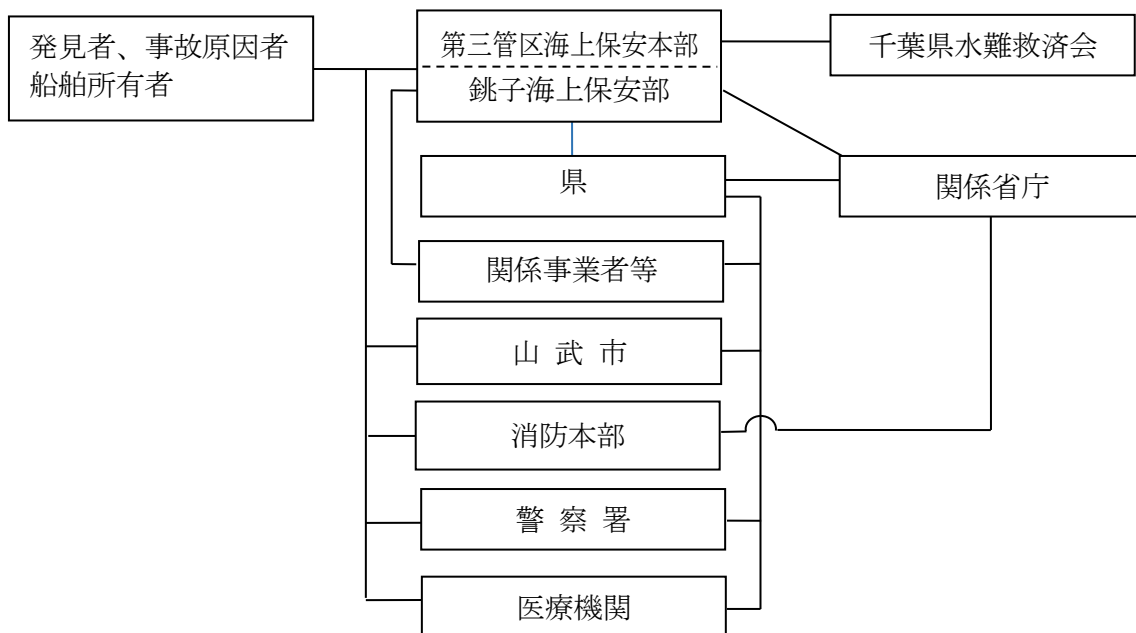 発見者、事故原因者
船舶所有者
第三管区海上保安本部
銚子海上保安部
千葉県水難救済会
県
関係省庁
関係事業者等
山 武 市
消防本部
警 察 署
医療機関